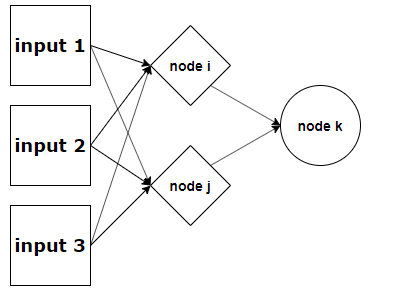 input 1
input 2
input 3
node i
node j
node k